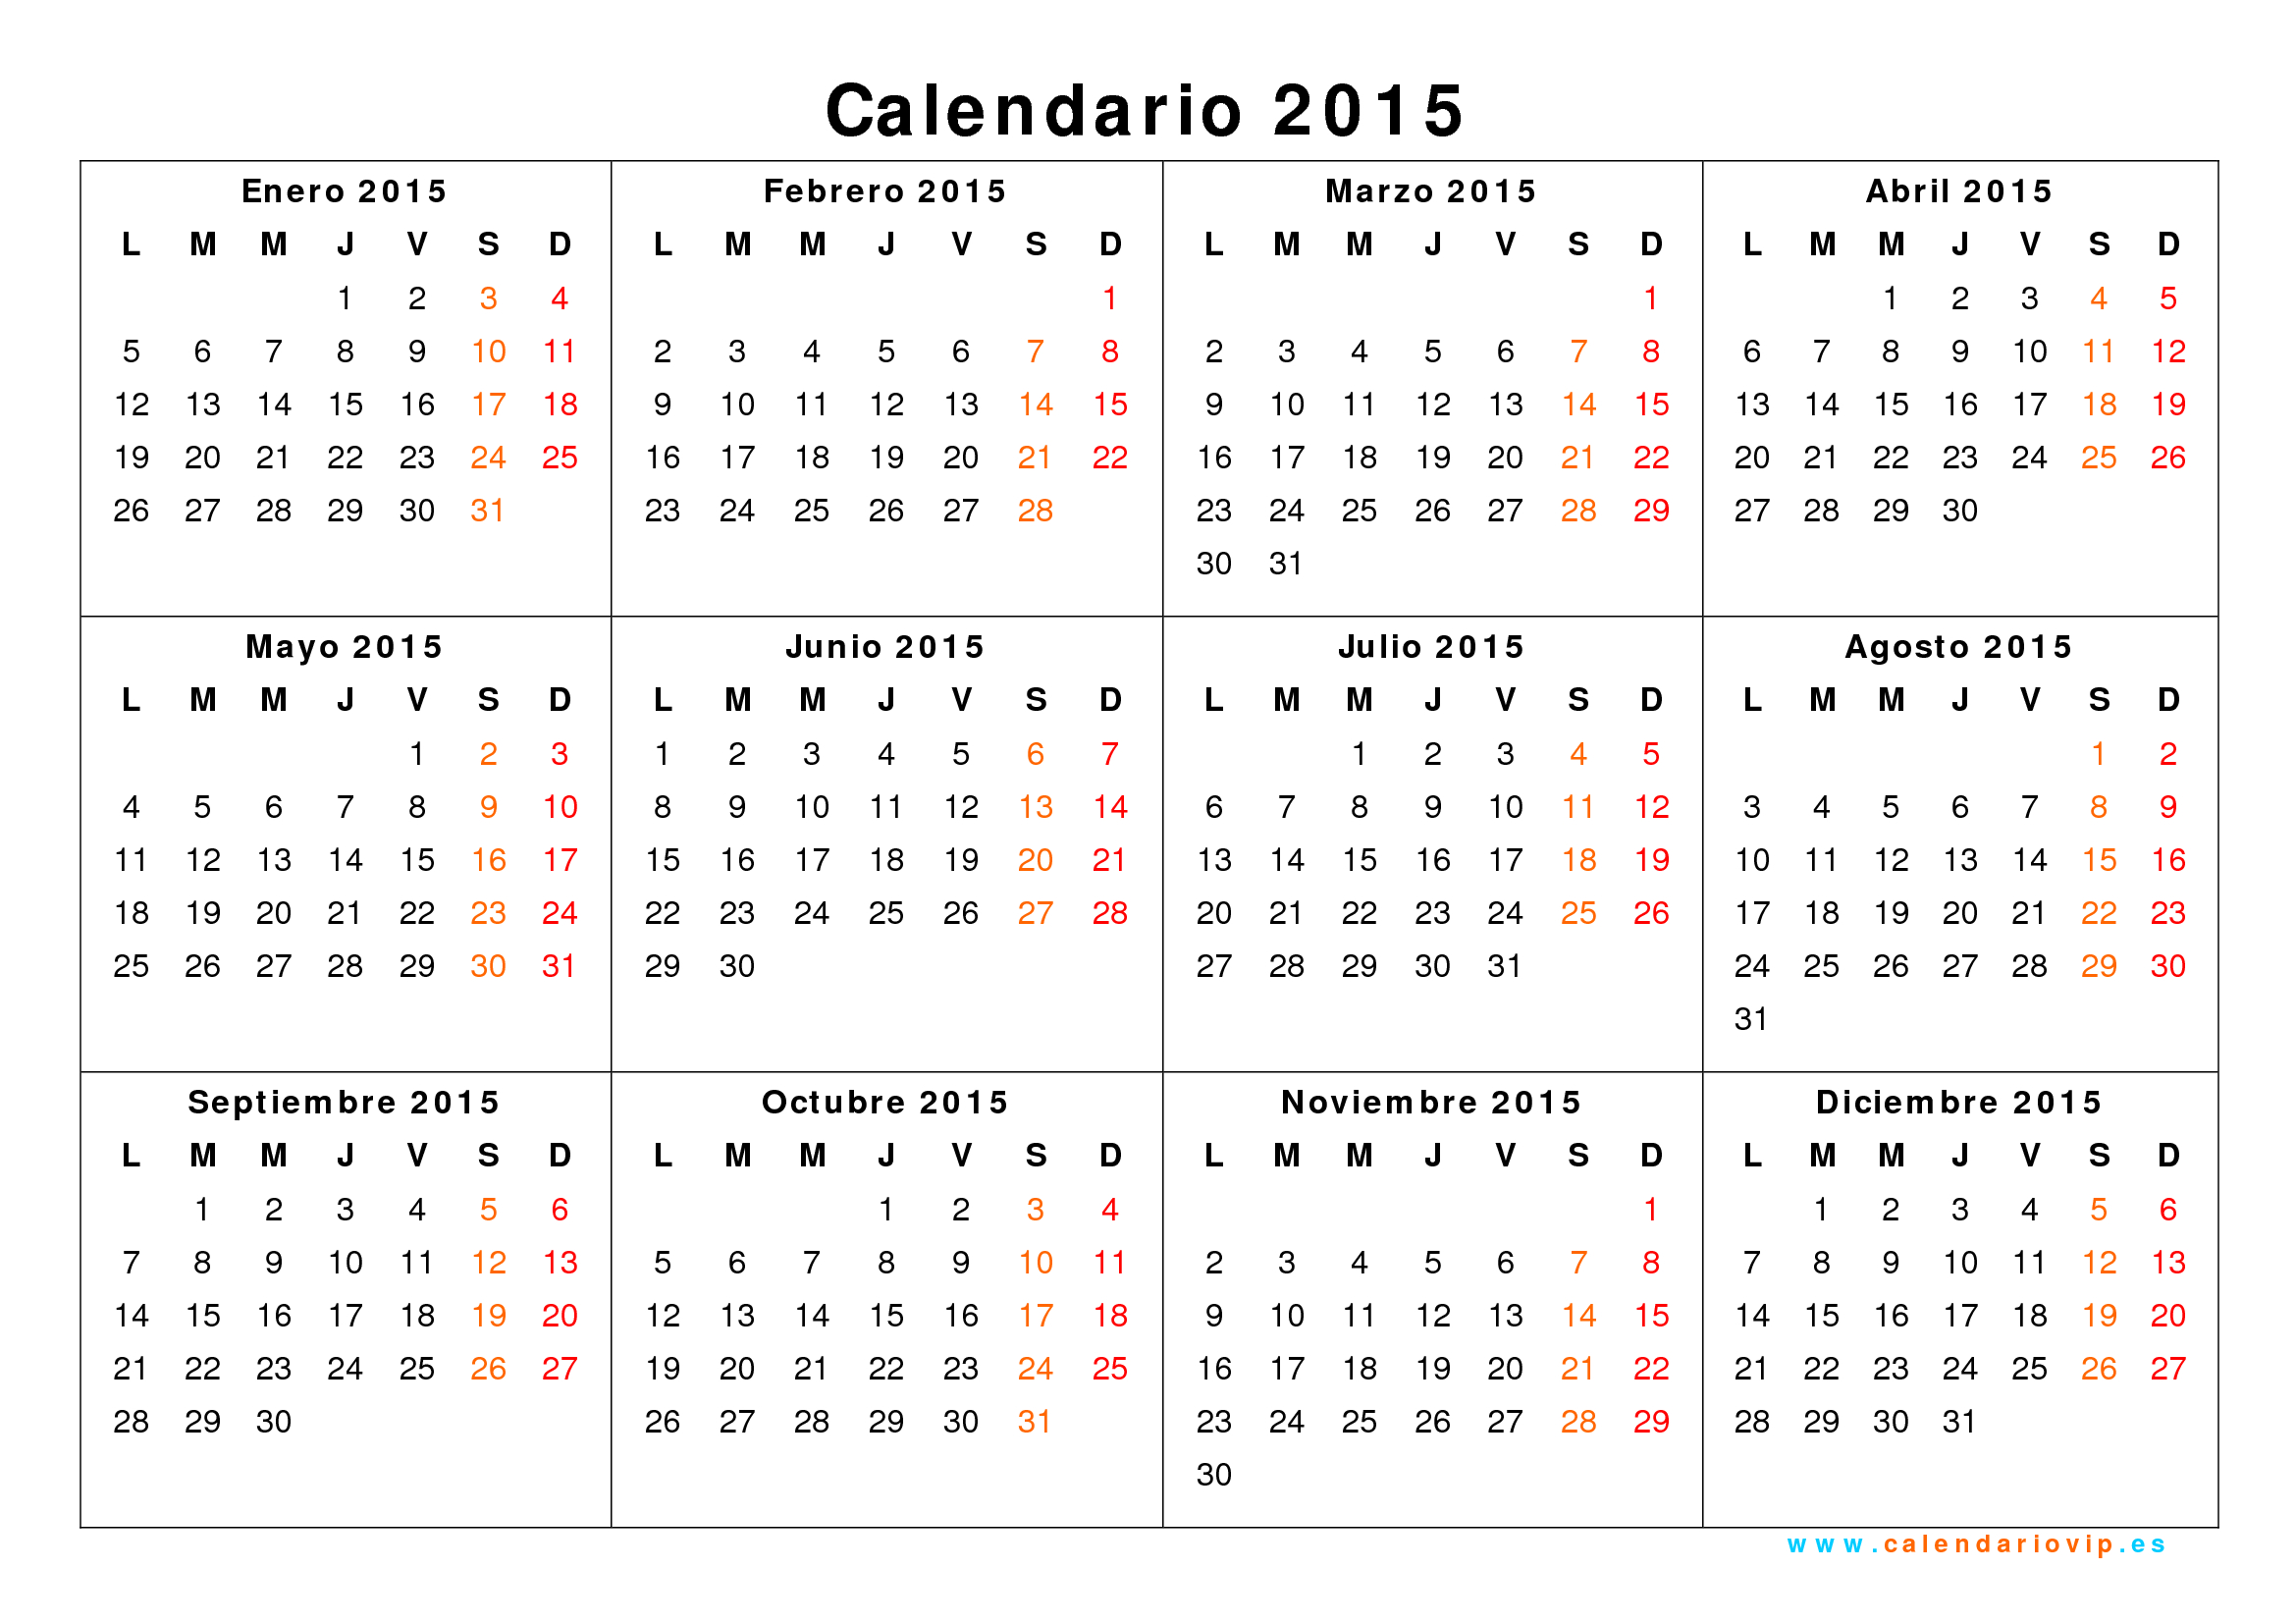 Calendario 2015
Enero 2015
L M M J V S D
1 2 3 4
5 6 7 8 9 10 11
12 13 14 15 16 17 18
19 20 21 22 23 24 25
26 27 28 29 30 31
Febrero 2015
L M M J V S D
1
2 3 4 5 6 7 8
9 10 11 12 13 14 15
16 17 18 19 20 21 22
23 24 25 26 27 28
Marzo 2015
L M M J V S D
1
2 3 4 5 6 7 8
9 10 11 12 13 14 15
16 17 18 19 20 21 22
23 24 25 26 27 28 29
30 31
Abril 2015
L M M J V S D
1 2 3 4 5
6 7 8 9 10 11 12
13 14 15 16 17 18 19
20 21 22 23 24 25 26
27 28 29 30
Mayo 2015
L M M J V S D
1 2 3
4 5 6 7 8 9 10
11 12 13 14 15 16 17
18 19 20 21 22 23 24
25 26 27 28 29 30 31
Junio 2015
L M M J V S D
1 2 3 4 5 6 7
8 9 10 11 12 13 14
15 16 17 18 19 20 21
22 23 24 25 26 27 28
29 30
Julio 2015
L M M J V S D
1 2 3 4 5
6 7 8 9 10 11 12
13 14 15 16 17 18 19
20 21 22 23 24 25 26
27 28 29 30 31
Agosto 2015
L M M J V S D
1 2
3 4 5 6 7 8 9
10 11 12 13 14 15 16
17 18 19 20 21 22 23
24 25 26 27 28 29 30
31
Septiembre 2015
L M M J V S D
1 2 3 4 5 6
7 8 9 10 11 12 13
14 15 16 17 18 19 20
21 22 23 24 25 26 27
28 29 30
Octubre 2015
L M M J V S D
1 2 3 4
5 6 7 8 9 10 11
12 13 14 15 16 17 18
19 20 21 22 23 24 25
26 27 28 29 30 31
Noviembre 2015
L M M J V S D
1
2 3 4 5 6 7 8
9 10 11 12 13 14 15
16 17 18 19 20 21 22
23 24 25 26 27 28 29
30
Diciembre 2015
L M M J V S D
1 2 3 4 5 6
7 8 9 10 11 12 13
14 15 16 17 18 19 20
21 22 23 24 25 26 27
28 29 30 31
www.calendariovip.es